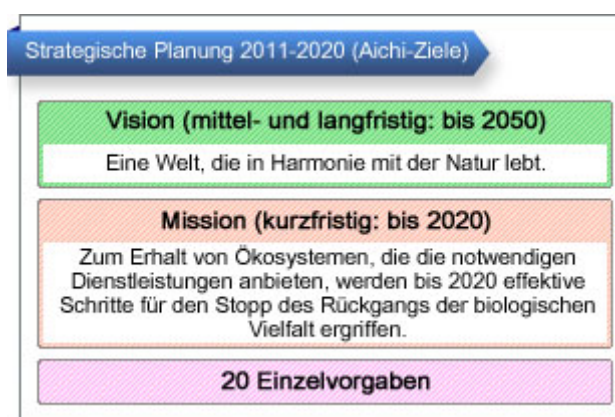 Strategische Planung 2011-2020 (Aichi-Ziele)
Vision (mittel- und langfristig: bis 2050)
Eine Welt, die in Harmonie mit der Natur lebt.
Mission (kurzfristig: bis 2020)
Zum Erhalt von Ökosystemen, die die notwendigen
Dienstleistungen anbieten, werden bis 2020 effektive
Schritte für den Stopp des Rückgangs der biologischen
Vielfalt ergriffen.
20 Einzelvorgaben